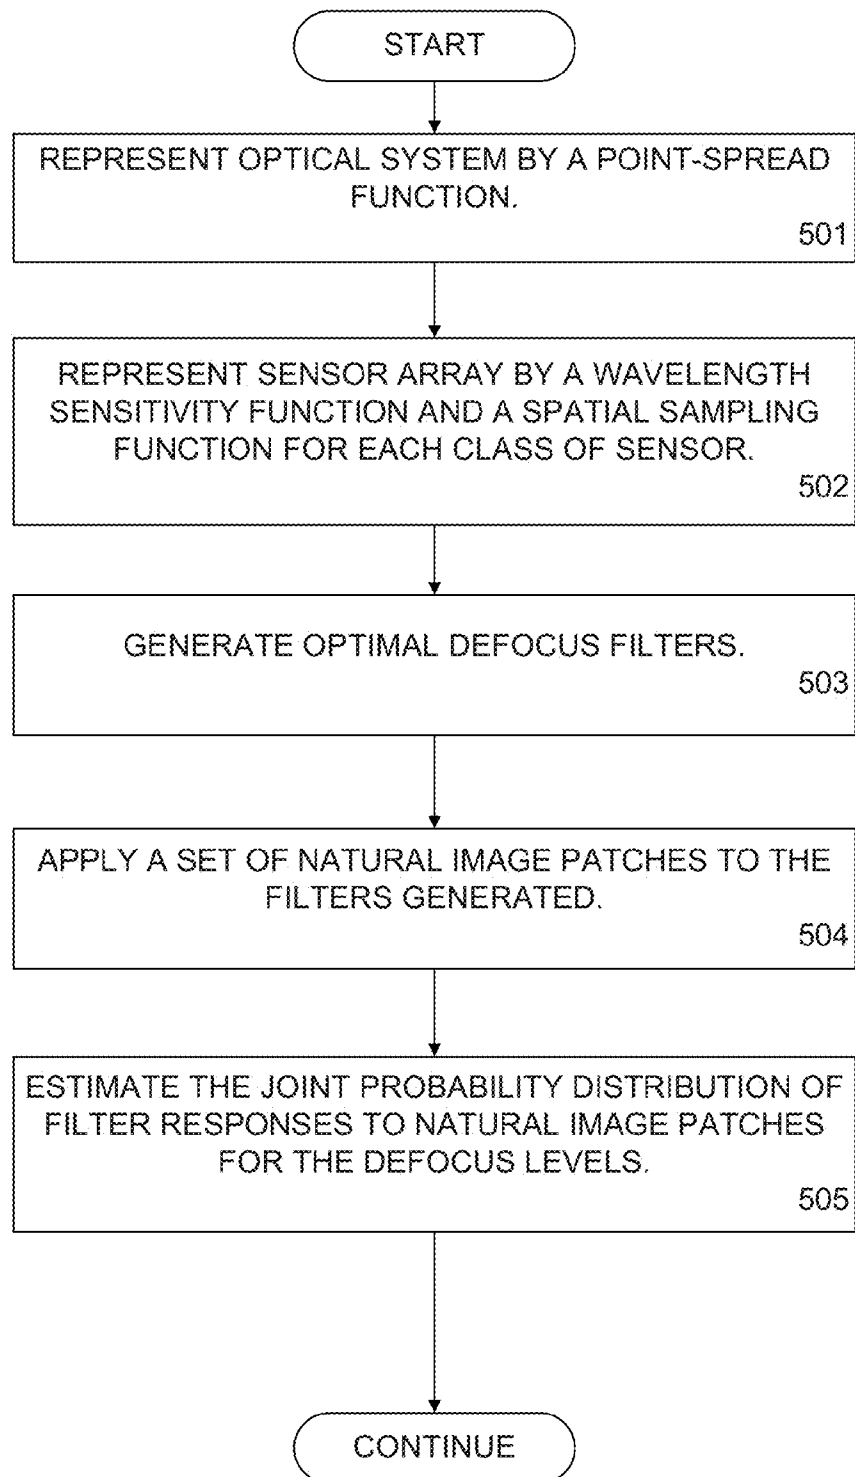 START
REPRESENT OPTICAL SYSTEM BY A POINT-SPREAD
FUNCTION.
501
REPRESENT SENSOR ARRAY BY A WAVELENGTH
SENSITIVITY FUNCTION AND A SPATIAL SAMPLING
FUNCTION FOR EACH CLASS OF SENSOR.
502
GENERATE OPTIMAL DEFOCUS FILTERS.
503
APPLY A SET OF NATURAL IMAGE PATCHES TO THE
FILTERS GENERATED.
504
ESTIMATE THE JOINT PROBABILITY DISTRIBUTION OF
FILTER RESPONSES TO NATURAL IMAGE PATCHES
FOR THE DEFOCUS LEVELS.
505
CONTINUE